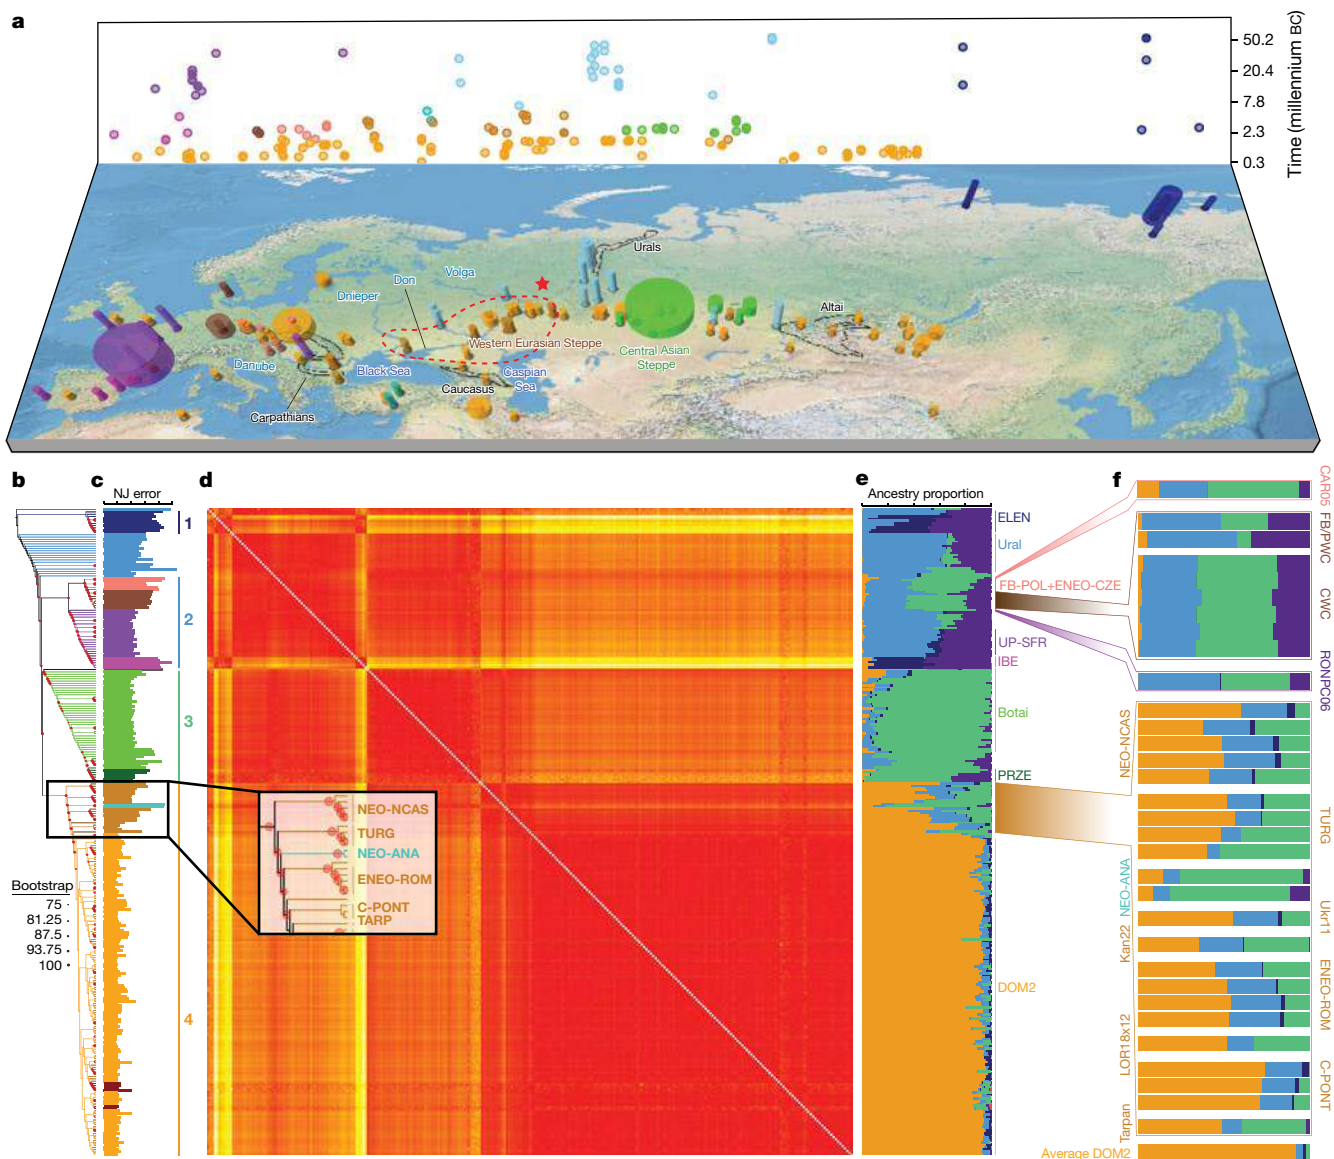 a
50.2
20.4
7.8
2.3
0.3
Time (millennium BC)
Urals
Volga
Don
Dnieper
Altai
Western Eurasian Steppe
Central Asian
Steppe
Danube
Black Sea
Caspian
Sea
Caucasus
Carpathians
b
c
d
e
f
NJ error
Ancestry proportion
1
2
3
4
Bootstrap
75
81.25
87.5
93.75
100
NEO-NCAS
TURG
NEO-ANA
ENEO-ROM
C-PONT
TARP
ELEN
Ural
FB-POL+ENEO-CZE
UP-SFR
IBE
Botai
PRZE
DOM2
CAR05
FB/PWC
CWC
RONPC06
NEO-NCAS
TURG
NEO-ANA
Ukr11
Kan22
ENEO-ROM
LOR18x12
C-PONT
Tarpan
Average DOM2